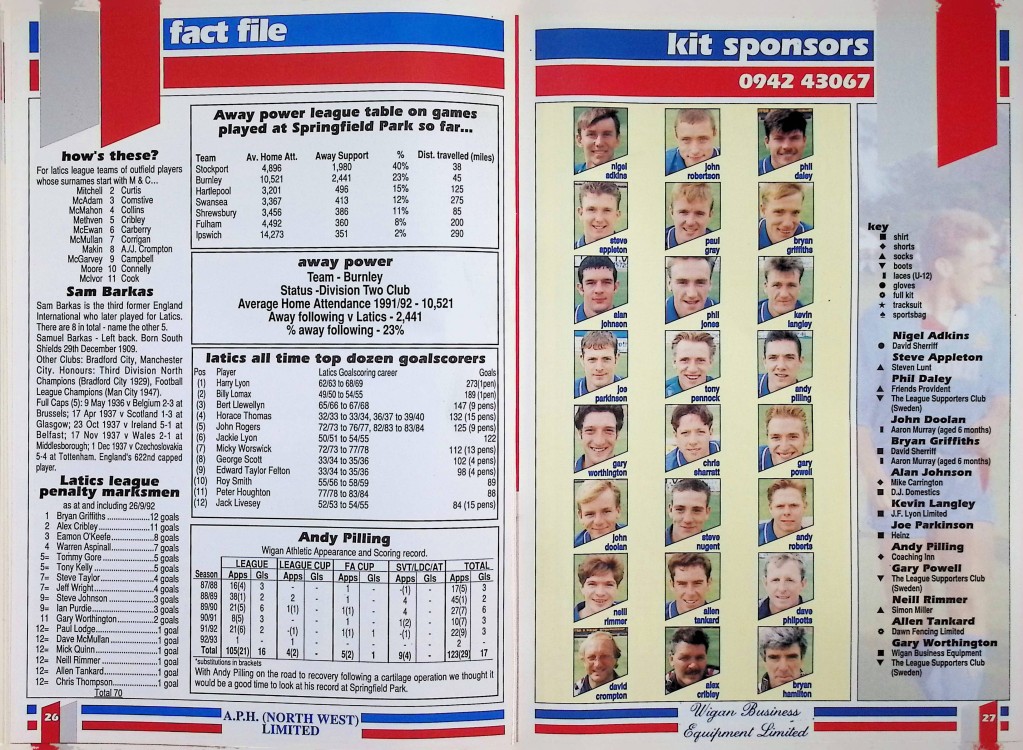 fact file
how's these?
For latics league teams of outfield players
whose surnames start with M & C...
Mitchell 2 Curtis
McAdam 3 Comstive
McMahon 4 Collins
Methven 5 Cribley
McEwan 6 Carberry
McMullan 7 Corrigan
Makin 8 A.J. Crompton
McGarvey 9 Campbell
Moore 10 Connelly
McIvor 11 Cook
Sam Barkas
Sam Barkas is the third former England
International who later played for Latics.
There are 8 in total - name the other 5.
Samuel Barkas - Left back. Born South
Shields 29th December 1909.
Other Clubs: Bradford City, Manchester
City. Honours: Third Division North
Champions (Bradford City 1929), Football
League Champions (Man City 1947).
Full Caps (5): 9 May 1936 v Belgium 2-3 at
Brussels; 17 Apr 1937 v Scotland 1-3 at
Glasgow; 23 Oct 1937 v Ireland 5-1 at
Belfast; 17 Nov 1937 v Wales 2-1 at
Middlesborough; 1 Dec 1937 v Czechoslovakia
5-4 at Tottenham. England's 622nd capped
player.
Latics league
penalty marksmen
as at and including 26/9/92
1 Bryan Griffiths 12 goals
2 Alex Cribley 11 goals
3 Eamon O'Keefe 8 goals
4 Warren Aspinall 7 goals
5= Tommy Gore 5 goals
5= Tony Kelly 5 goals
7= Steve Taylor 4 goals
7= Jeff Wright 4 goals
9= Steve Johnson 3 goals
9= Ian Purdie 3 goals
11 Gary Worthington 2 goals
12= Paul Lodge 1 goal
12= Dave McMullan 1 goal
12= Mick Quinn 1 goal
12= Neill Rimmer 1 goal
12= Allen Tankard 1 goal
12= Chris Thompson 1 goal
Total 70
Away power league table on games
played at Springfield Park so far...
Team Av. Home Att. Away Support % Dist. travelled (miles)
Stockport 4,896 1,980 40% 38
Burnley 10,521 2,441 23% 45
Hartlepool 3,201 496 15% 125
Swansea 3,367 413 12% 275
Shrewsbury 3,456 386 11% 85
Fulham 4,492 360 8% 200
Ipswich 14,273 351 2% 290
away power
Team - Burnley
Status -Division Two Club
Average Home Attendance 1991/92 - 10,521
Away following v Latics - 2,441
% away following - 23%
latics all time top dozen goalscorers
Pos Player Latics Goalscoring career Goals
(1) Harry Lyon 62/63 to 68/69 273(1pen)
(2) Billy Lomax 49/50 to 54/55 189 (1pen)
(3) Bert Llewellyn 65/66 to 67/68 147 (9 pens)
(4) Horace Thomas 32/33 to 33/34, 36/37 to 39/40 132 (15 pens)
(5) John Rogers 72/73 to 76/77, 82/83 to 83/84 125 (9 pens)
(6) Jackie Lyon 50/51 to 54/55 122
(7) Micky Worswick 72/73 to 77/78 112 (13 pens)
(8) George Scott 33/34 to 35/36 102 (4 pens)
(9) Edward Taylor Felton 33/34 to 35/36 98 (4 pens)
(10) Roy Smith 55/56 to 58/59 89
(11) Peter Houghton 77/78 to 83/84 88
(12) Jack Livesey 52/53 to 54/55 84 (15 pens)
Andy Pilling
Wigan Athletic Appearance and Scoring record.
LEAGUE LEAGUE CUP FA CUP SVT/LDC/AT TOTAL
Season Apps Gls Apps Gls Apps Gls Apps Gls Apps Gls
87/88 16(4) 3 - - 1 - -(1) - 17(5) 3
88/89 38(1) 2 2 - 1 - 4 - 45(1) 2
89/90 21(5) 6 1(1) - 1(1) - 4 - 27(7) 6
90/91 8(5) 3 - - 1 - 1(2) - 10(7) 3
91/92 21(6) 2 -(1) - 1(1) 1 -(1) - 22(9) 3
92/93 1 - 1 - - - - - 2 -
Total 105(21) 16 4(2) - 5(2) 1 9(4) - 123(29) 17
*substitutions in brackets
With Andy Pilling on the road to recovery following a cartilage operation we thought it
would be a good time to look at his record at Springfield Park.
26
A.P.H. (NORTH WEST)
LIMITED
kit sponsors
0942 43067
nigel adkins
john robertson
phil daley
steve appleton
paul gray
bryan griffiths
alan johnson
phil jones
kevin langley
joe parkinson
tony pennock
andy pilling
gary worthington
chris sharratt
gary powell
john doolan
steve nugent
andy roberts
neill rimmer
allen tankard
dave philpotts
david crompton
alex cribley
bryan hamilton
key
■ shirt
◆ shorts
▲ socks
▼ boots
▮ laces (U-12)
● gloves
✪ full kit
★ tracksuit
♠ sportsbag
Nigel Adkins
● David Sherriff
Steve Appleton
▲ Steven Lunt
Phil Daley
▲ Friends Provident
▼ The League Supporters Club
(Sweden)
John Doolan
▮ Aaron Murray (aged 6 months)
Bryan Griffiths
■ David Sherriff
▮ Aaron Murray (aged 6 months)
Alan Johnson
◆ Mike Carrington
■ D.J. Domestics
Kevin Langley
■ J.F. Lyon Limited
Joe Parkinson
■ Heinz
Andy Pilling
◆ Coaching Inn
Gary Powell
▼ The League Supporters Club
(Sweden)
Neill Rimmer
▲ Simon Miller
Allen Tankard
✪ Dawn Fencing Limited
Gary Worthington
■ Wigan Business Equipment
▼ The League Supporters Club
(Sweden)
Wigan Business
Equipment Limited
27